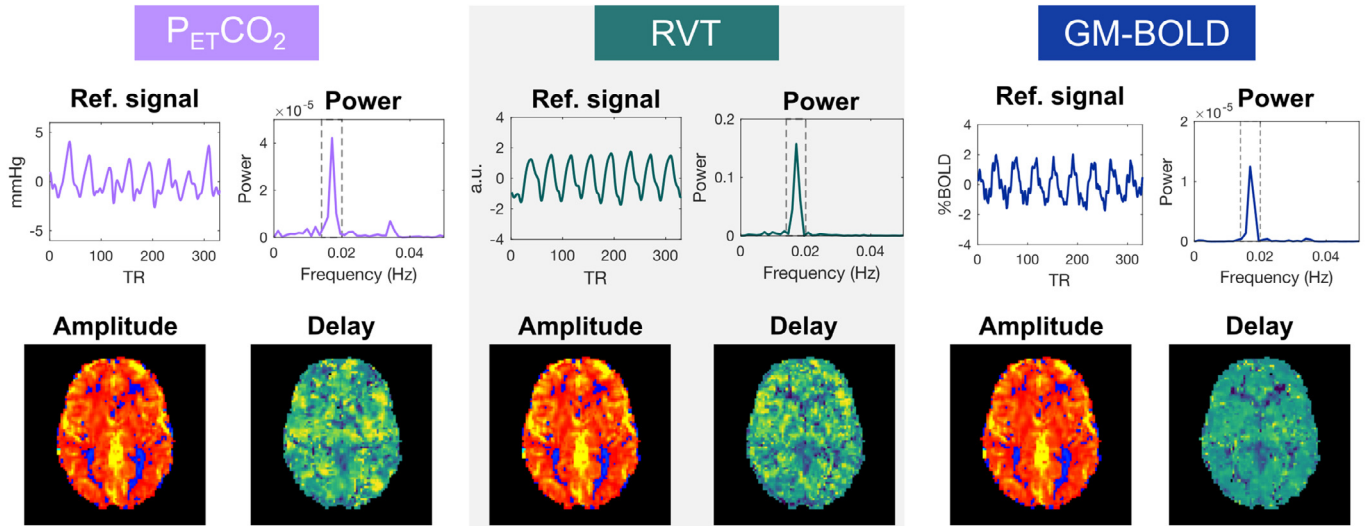 PETCO2
RVT
GM-BOLD
Ref. signal
Power
×10-5
mmHg
5
0
-5
0
100
200
300
TR
Power
4
2
0
0
0.02
0.04
Frequency (Hz)
Ref. signal
Power
a.u.
4
2
0
-2
-4
0
100
200
300
TR
Power
0.2
0.1
0
0
0.02
0.04
Frequency (Hz)
Ref. signal
Power
×10-5
%BOLD
4
2
0
-2
-4
0
100
200
300
TR
Power
2
1
0
0
0.02
0.04
Frequency (Hz)
Amplitude
Delay
Amplitude
Delay
Amplitude
Delay